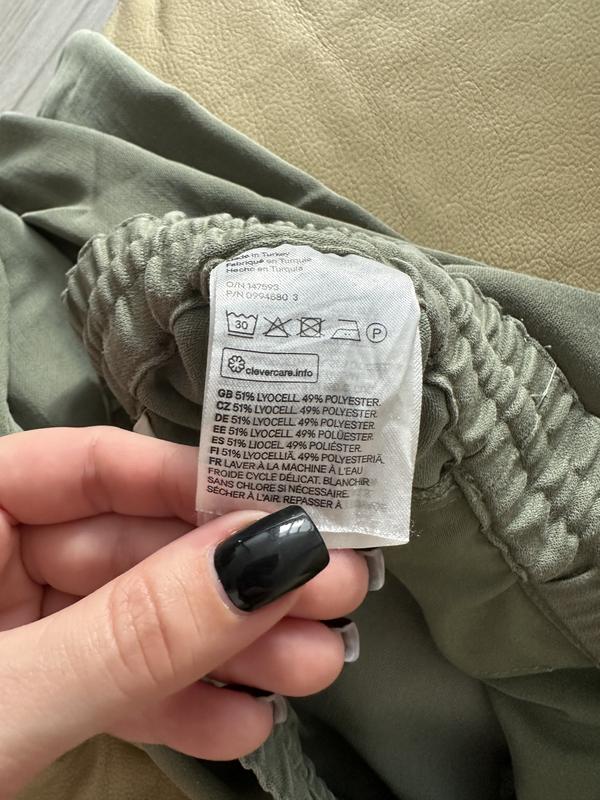 Made in Turkey
Fabriqué en Turquie
Hecho en Turquía
O/N 147593
P/N 0994680 3
30
P
clevercare.info
GB 51% LYOCELL. 49% POLYESTER.
CZ 51% LYOCELL. 49% POLYESTER.
DE 51% LYOCELL. 49% POLYESTER.
EE 51% LYOCELL. 49% POLÜESTER.
ES 51% LIOCEL. 49% POLIÉSTER.
FI 51% LYOCELLIÄ. 49% POLYESTERIÄ.
FR LAVER À LA MACHINE À L'EAU
FROIDE CYCLE DÉLICAT. BLANCHIR
SANS CHLORE SI NÉCESSAIRE.
SÉCHER À L'AIR. REPASSER À